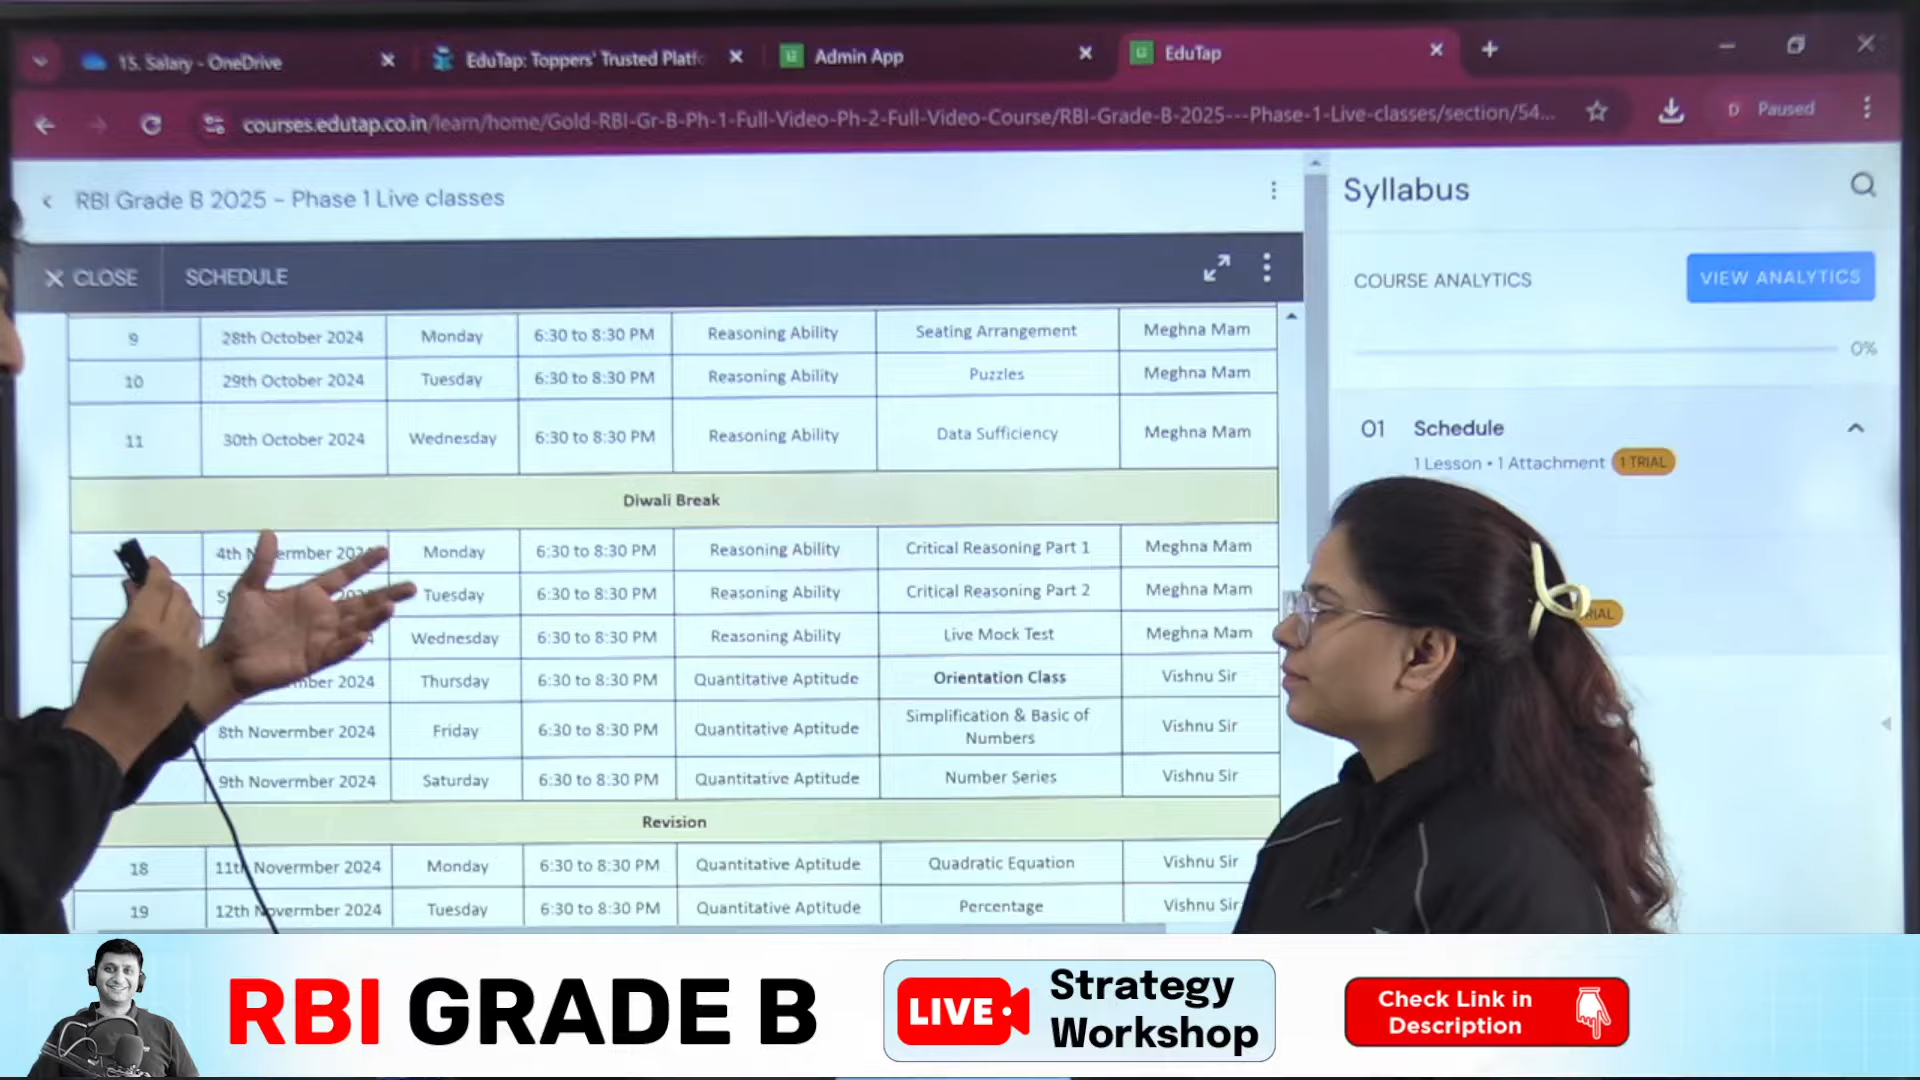 15. Salary - OneDrive
EduTap: Toppers' Trusted Platfo
Admin App
EduTap
courses.edutap.co.in/learn/home/Gold-RBI-Gr-B-Ph-1-Full-Video-Ph-2-Full-Video-Course/RBI-Grade-B-2025---Phase-1-Live-classes/section/54...
D Paused
RBI Grade B 2025 - Phase 1 Live classes
CLOSE SCHEDULE
9 28th October 2024 Monday 6:30 to 8:30 PM Reasoning Ability Seating Arrangement Meghna Mam
10 29th October 2024 Tuesday 6:30 to 8:30 PM Reasoning Ability Puzzles Meghna Mam
11 30th October 2024 Wednesday 6:30 to 8:30 PM Reasoning Ability Data Sufficiency Meghna Mam
Diwali Break
4th Monday 6:30 to 8:30 PM Reasoning Ability Critical Reasoning Part 1 Meghna Mam
Tuesday 6:30 to 8:30 PM Reasoning Ability Critical Reasoning Part 2 Meghna Mam
Wednesday 6:30 to 8:30 PM Reasoning Ability Live Mock Test Meghna Mam
2024 Thursday 6:30 to 8:30 PM Quantitative Aptitude Orientation Class Vishnu Sir
8th Novermber 2024 Friday 6:30 to 8:30 PM Quantitative Aptitude Simplification & Basic of
Numbers Vishnu Sir
9th Novermber 2024 Saturday 6:30 to 8:30 PM Quantitative Aptitude Number Series Vishnu Sir
Revision
18 11th Novermber 2024 Monday 6:30 to 8:30 PM Quantitative Aptitude Quadratic Equation Vishnu Sir
19 12th Novermber 2024 Tuesday 6:30 to 8:30 PM Quantitative Aptitude Percentage Vishnu Sir
Syllabus
COURSE ANALYTICS
VIEW ANALYTICS
0%
01 Schedule
1 Lesson • 1 Attachment 1 TRIAL
RBI GRADE B
LIVE
Strategy
Workshop
Check Link in
Description